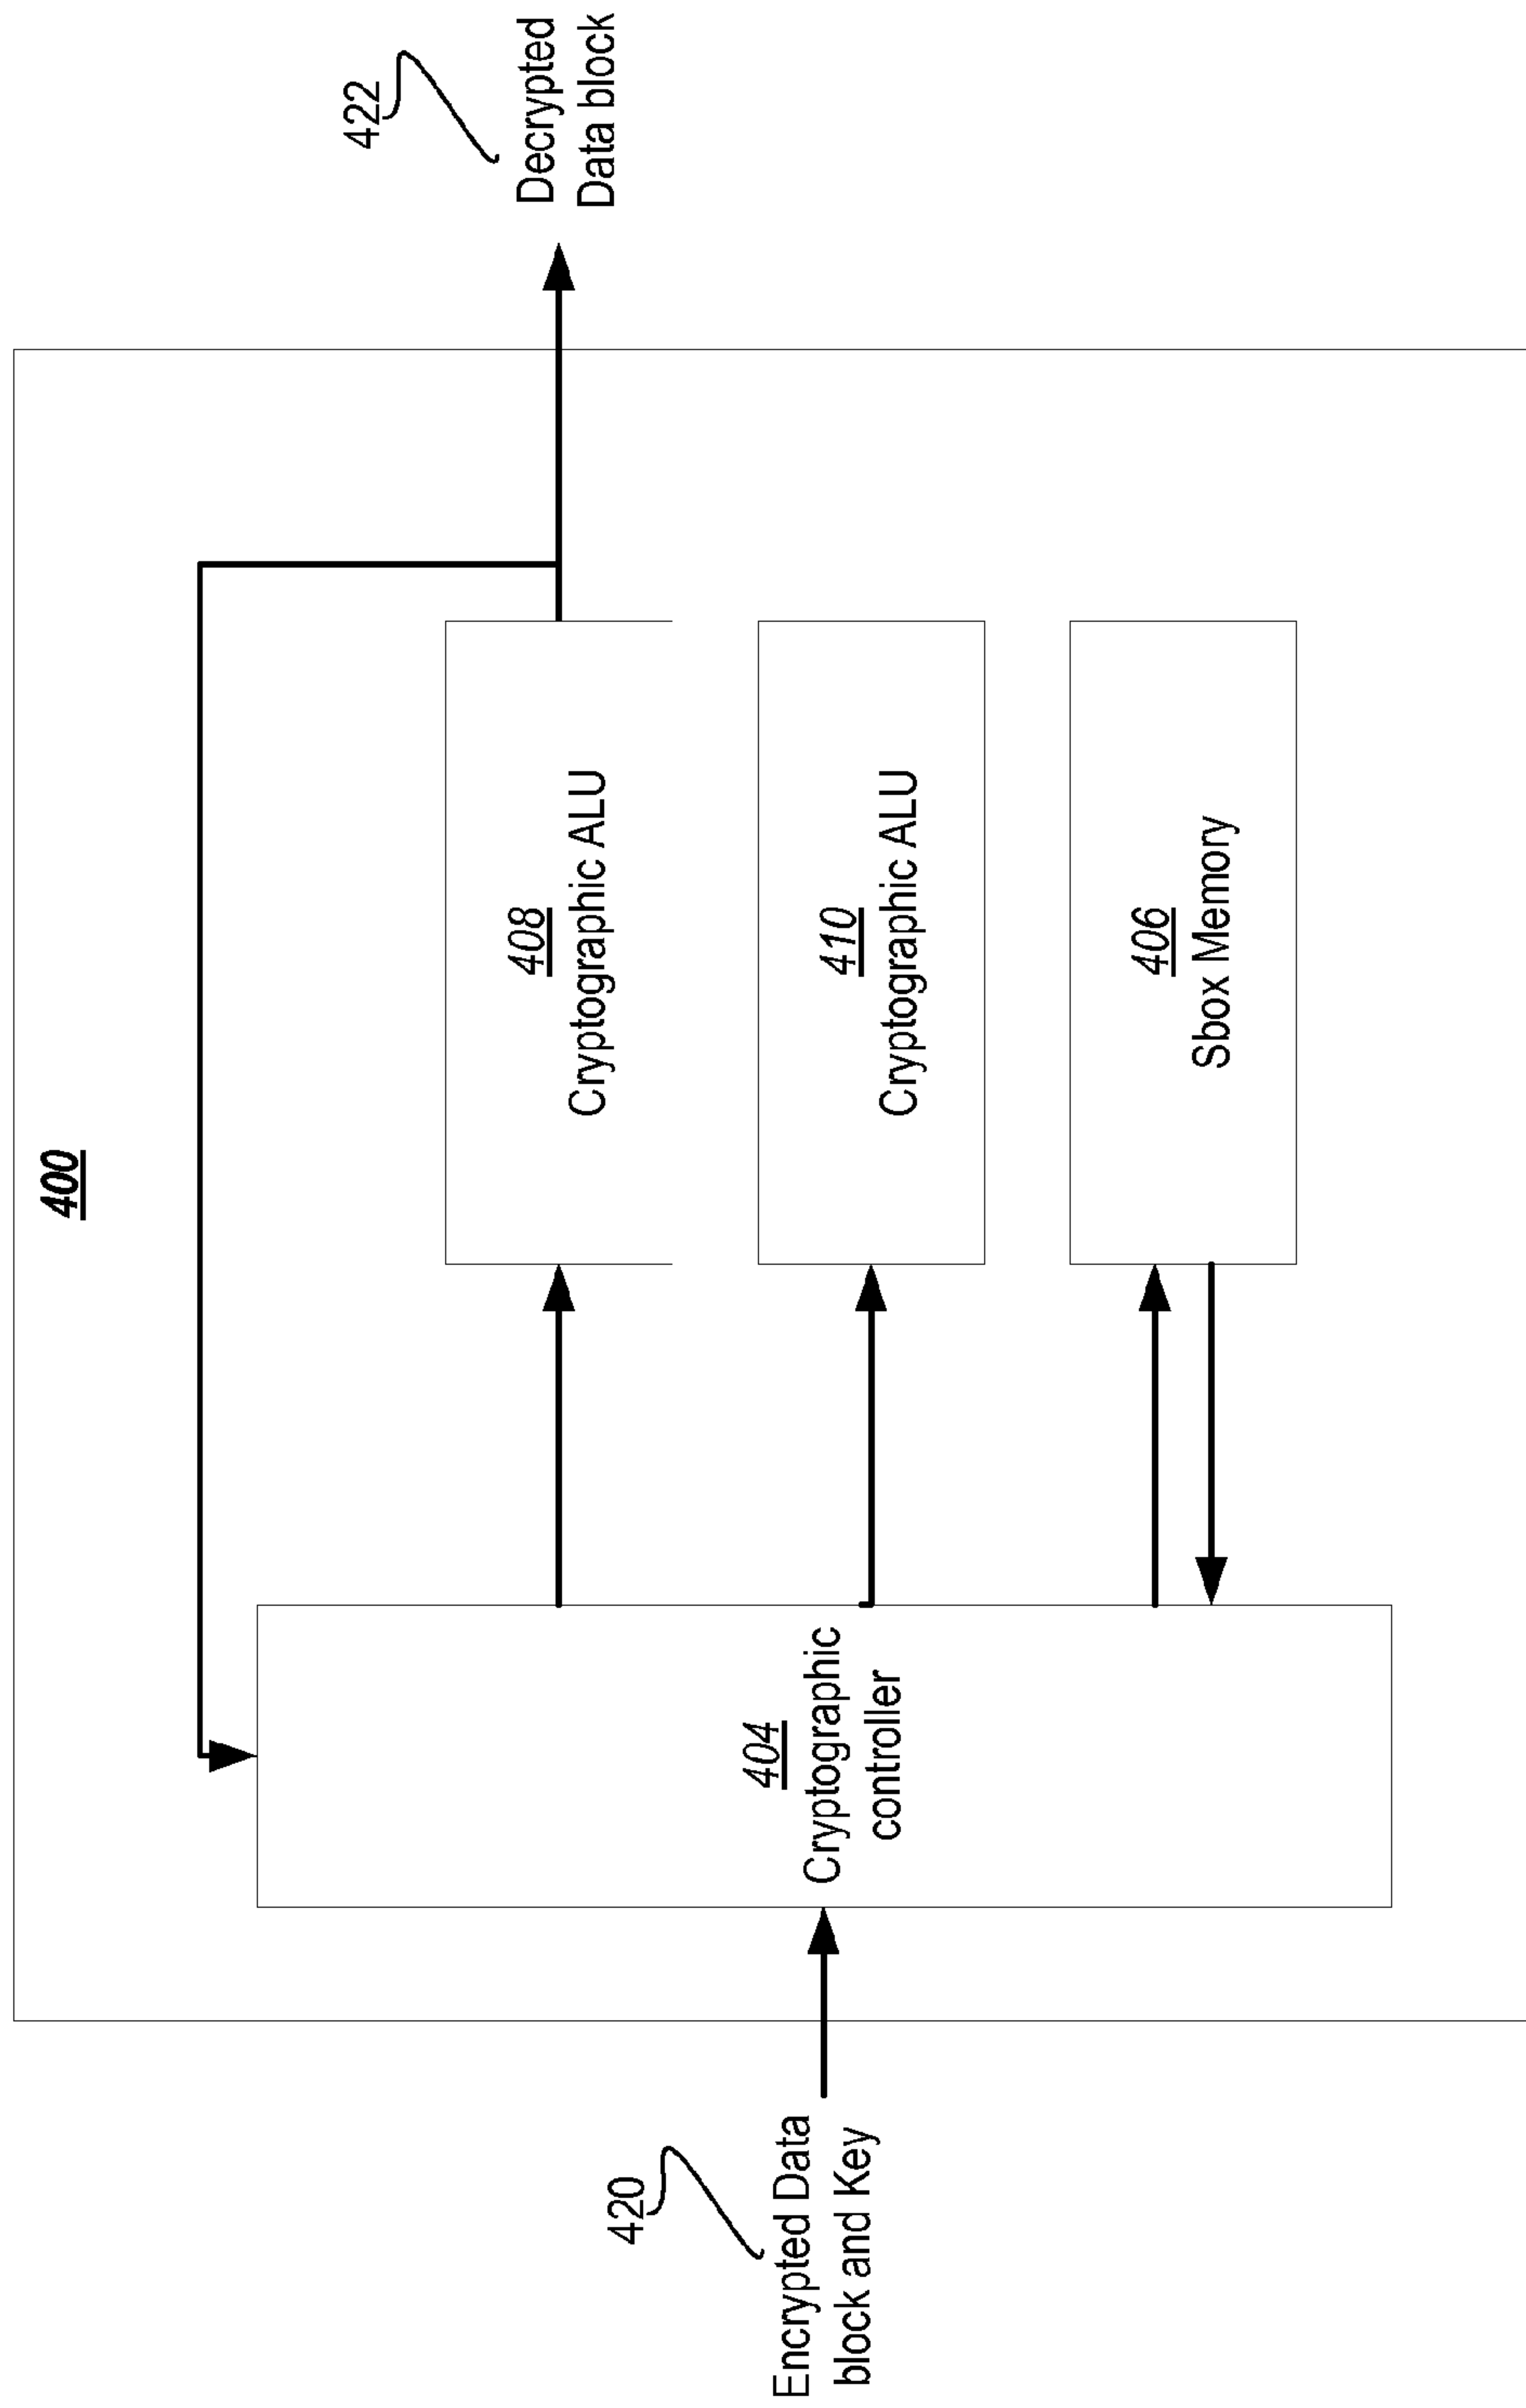 400
422
Decrypted
Data block
408
Cryptographic ALU
410
Cryptographic ALU
406
Sbox Memory
404
Cryptographic
controller
420
Encrypted Data
block and Key